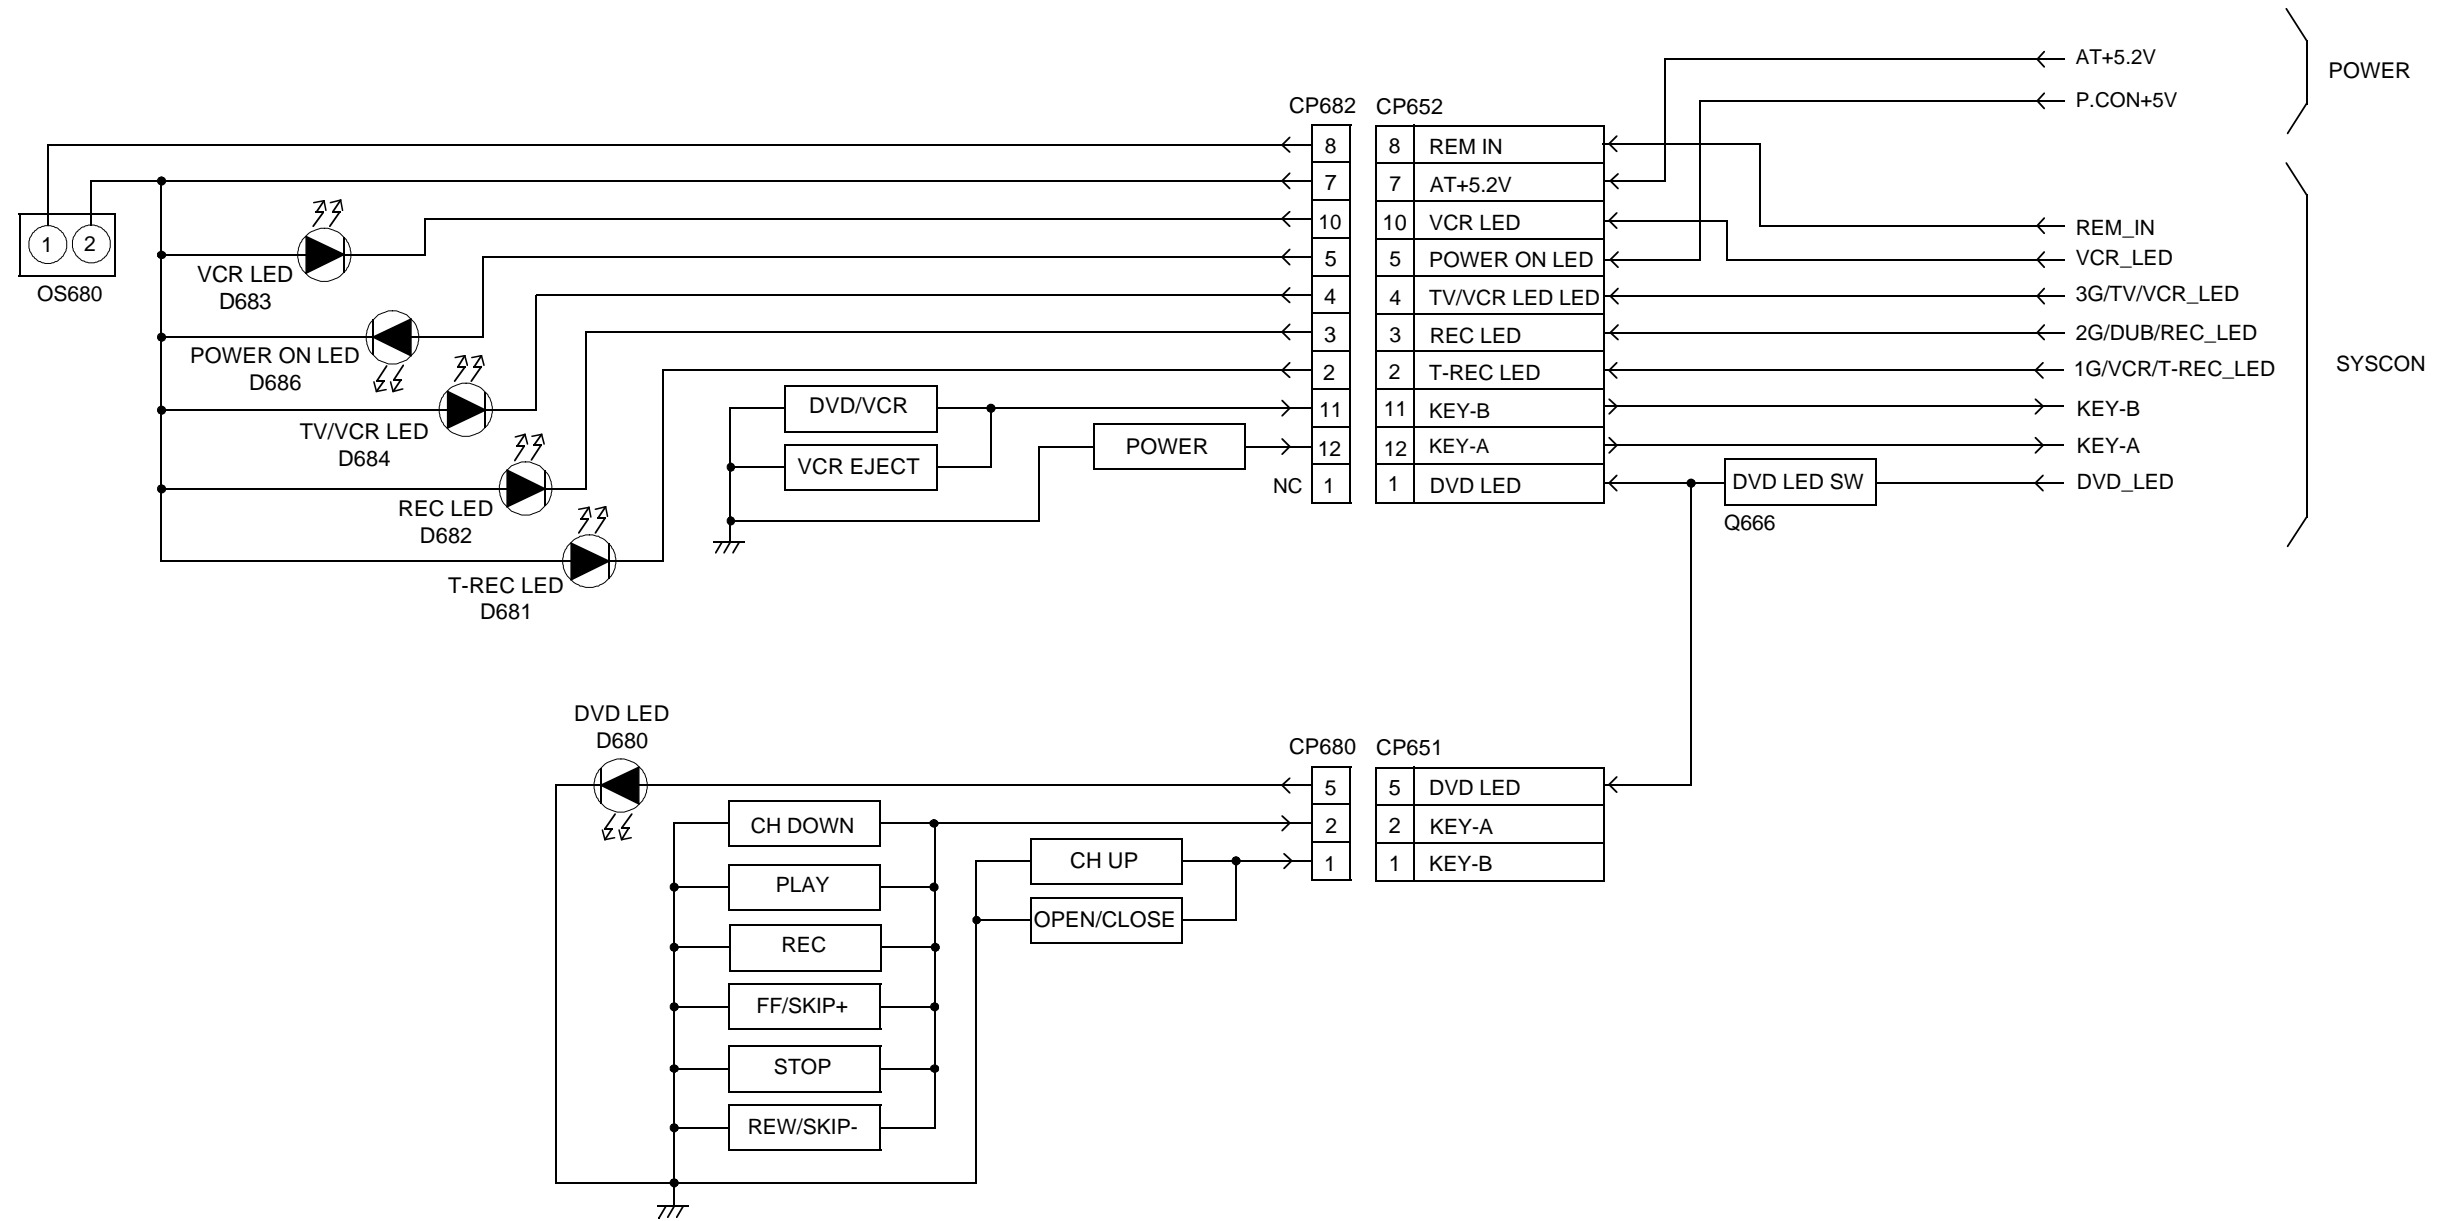 AT+5.2V
POWER
P.CON+5V
CP682 CP652
8 8 REM IN
7 7 AT+5.2V
10 10 VCR LED
5 5 POWER ON LED
4 4 TV/VCR LED LED
3 3 REC LED
2 2 T-REC LED
11 11 KEY-B
12 12 KEY-A
NC 1 1 DVD LED
REM_IN
VCR_LED
3G/TV/VCR_LED
2G/DUB/REC_LED
1G/VCR/T-REC_LED
KEY-B
KEY-A
DVD_LED
SYSCON
DVD LED SW
Q666
1 2
OS680
VCR LED
D683
POWER ON LED
D686
TV/VCR LED
D684
REC LED
D682
T-REC LED
D681
DVD/VCR
VCR EJECT
POWER
DVD LED
D680
CP680 CP651
5 5 DVD LED
2 2 KEY-A
1 1 KEY-B
CH DOWN
PLAY
REC
FF/SKIP+
STOP
REW/SKIP-
CH UP
OPEN/CLOSE